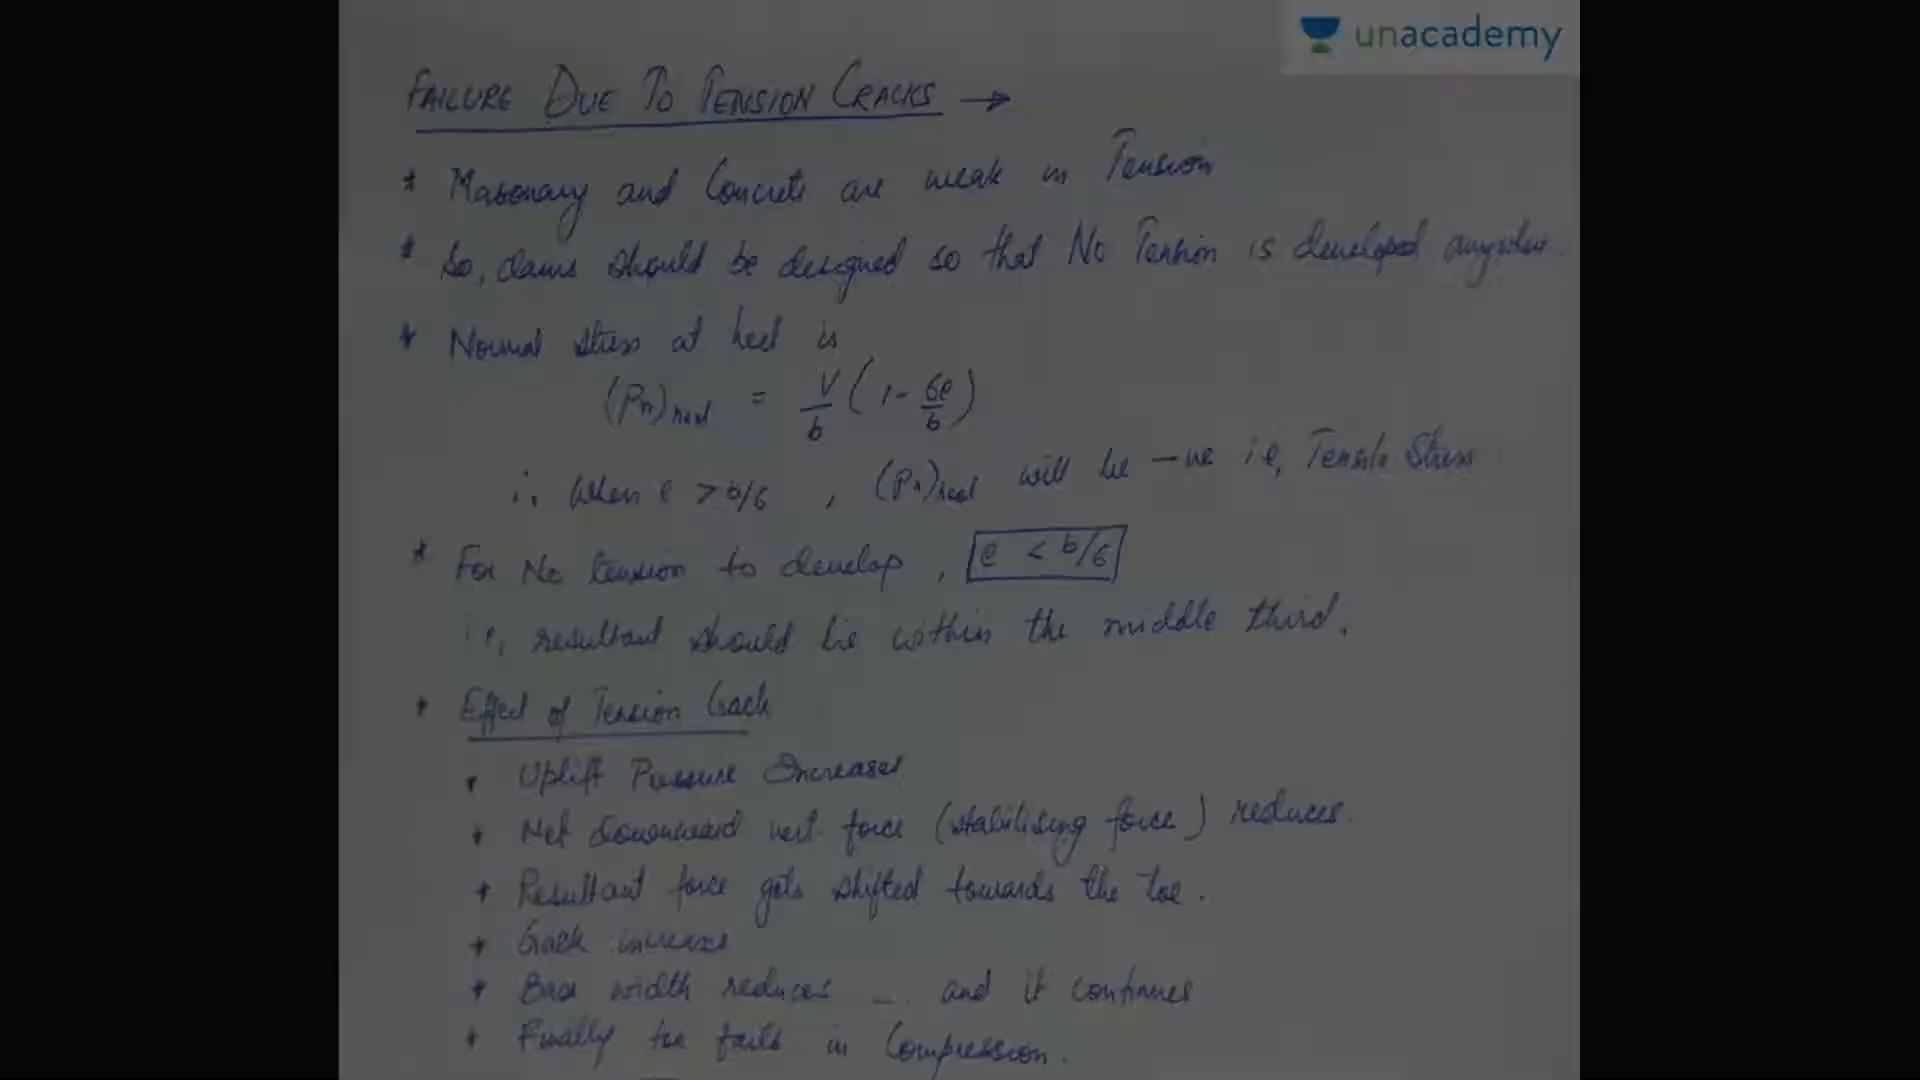 unacademy
FAILURE DUE TO TENSION CRACKS →
* Masonary and Concrete are weak in Tension
* So, dams should be designed so that No Tension is developed anywhere.
* Normal stress at heel is
(Pn)heel = V/b (1 - 6e/b)
∴ When e > b/6 , (Pn)heel will be -ve i.e, Tensile Stress
* For No tension to develop , e < b/6
i.e, resultant should lie within the middle third.
* Effect of Tension Crack
* Uplift Pressure Increases
* Net downward vert. force (stabilising force) reduces.
* Resultant force gets shifted towards the toe.
* Crack increase
* Base width reduces ... and it continues
* Finally toe fails in Compression.